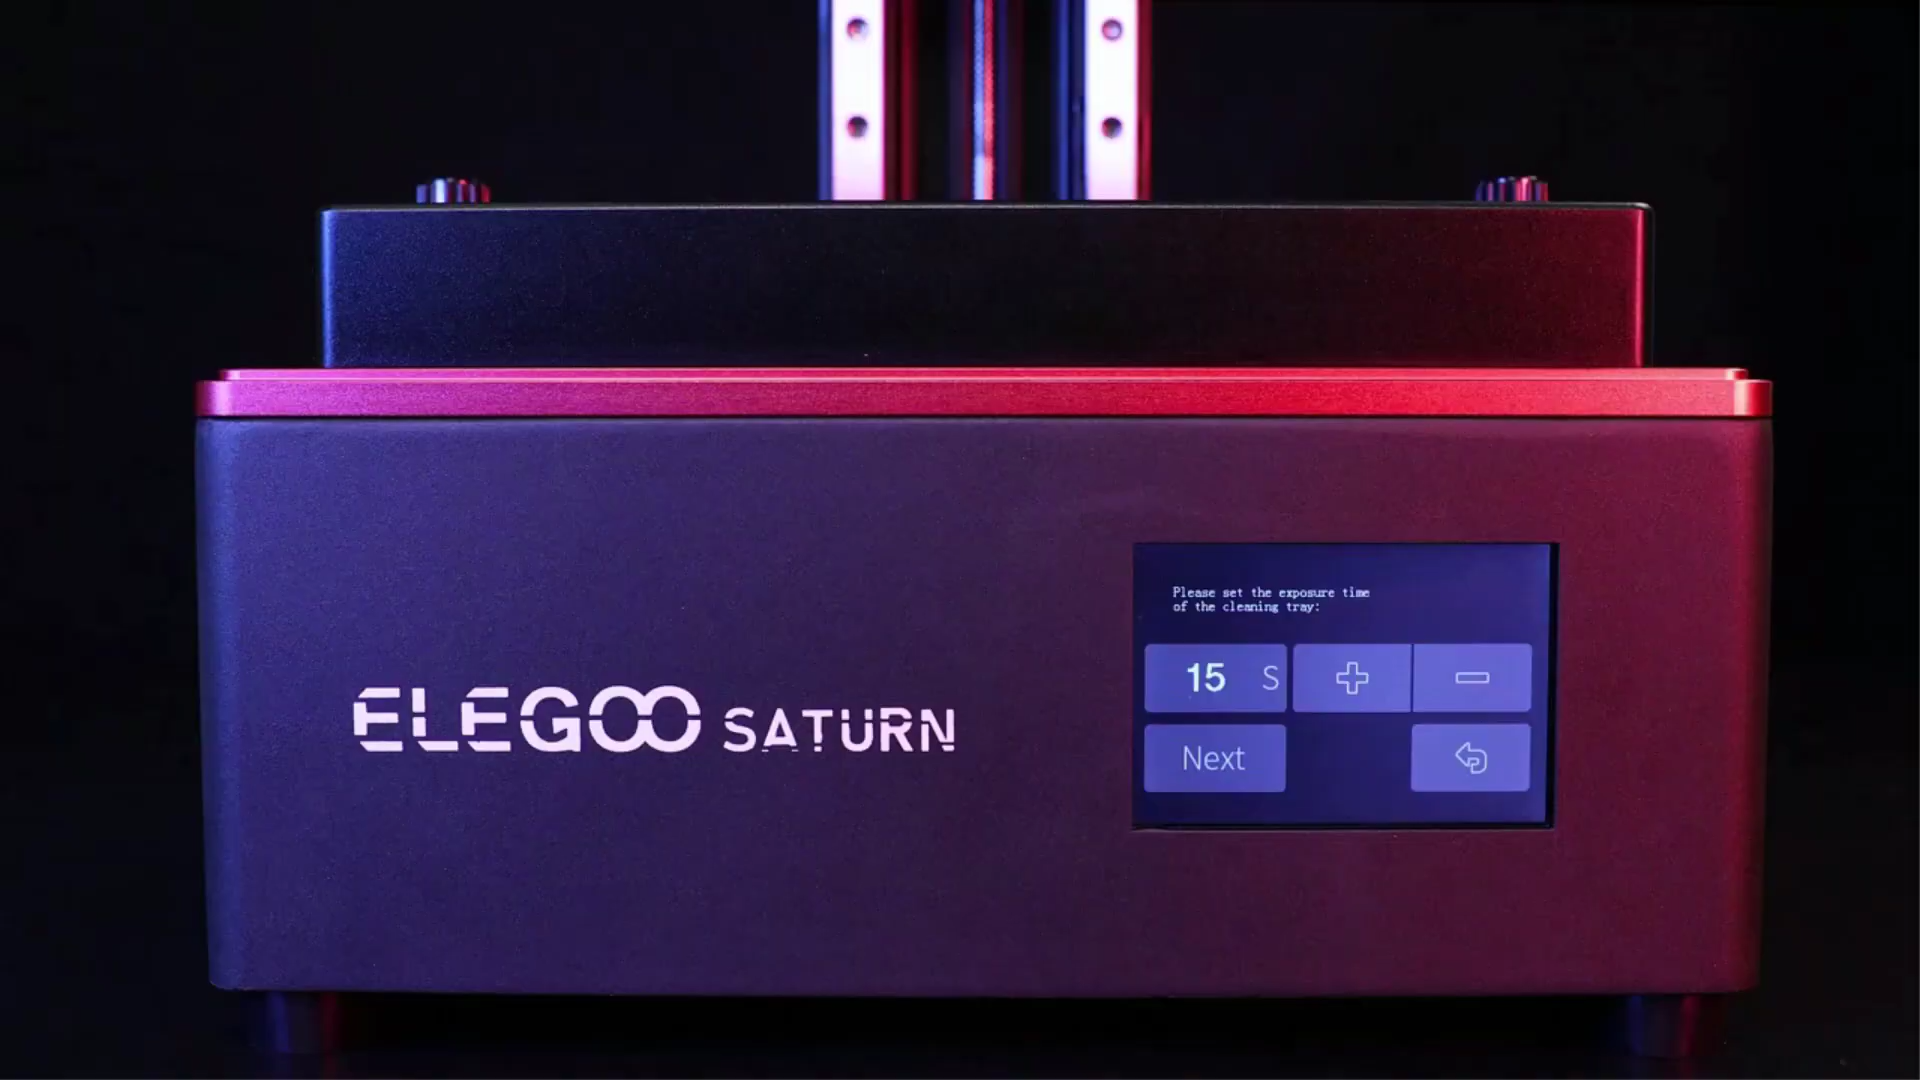 Please set the exposure time
of the cleaning tray:
15 S
Next
ELEGOO SATURN